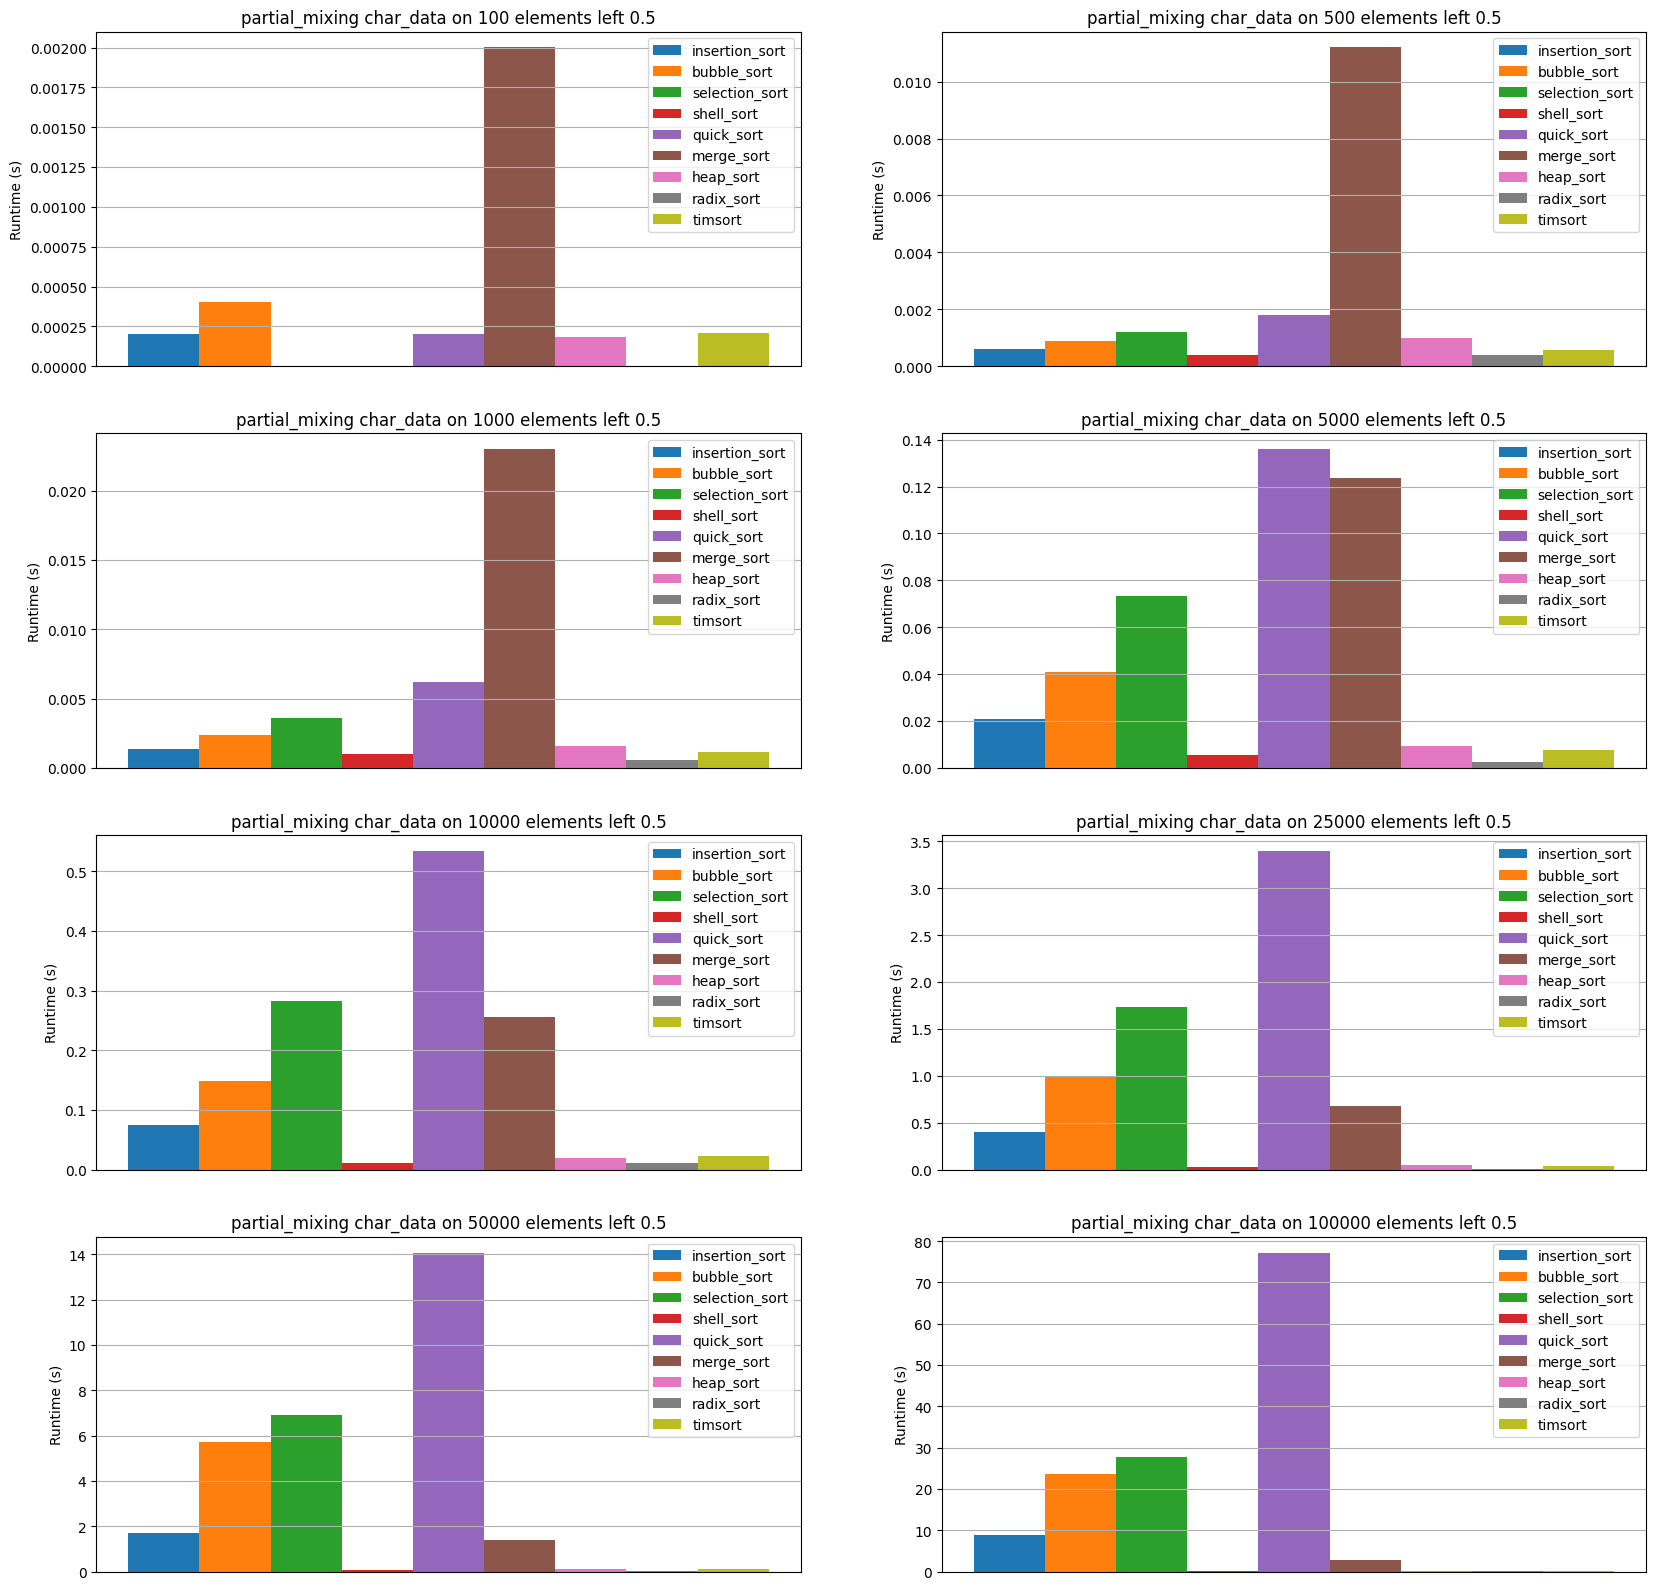 partial_mixing char_data on 100 elements left 0.5
Runtime (s)
0.00200
0.00175
0.00150
0.00125
0.00100
0.00075
0.00050
0.00025
0.00000
insertion_sort
bubble_sort
selection_sort
shell_sort
quick_sort
merge_sort
heap_sort
radix_sort
timsort
partial_mixing char_data on 500 elements left 0.5
Runtime (s)
0.010
0.008
0.006
0.004
0.002
0.000
insertion_sort
bubble_sort
selection_sort
shell_sort
quick_sort
merge_sort
heap_sort
radix_sort
timsort
partial_mixing char_data on 1000 elements left 0.5
Runtime (s)
0.020
0.015
0.010
0.005
0.000
insertion_sort
bubble_sort
selection_sort
shell_sort
quick_sort
merge_sort
heap_sort
radix_sort
timsort
partial_mixing char_data on 5000 elements left 0.5
Runtime (s)
0.14
0.12
0.10
0.08
0.06
0.04
0.02
0.00
insertion_sort
bubble_sort
selection_sort
shell_sort
quick_sort
merge_sort
heap_sort
radix_sort
timsort
partial_mixing char_data on 10000 elements left 0.5
Runtime (s)
0.5
0.4
0.3
0.2
0.1
0.0
insertion_sort
bubble_sort
selection_sort
shell_sort
quick_sort
merge_sort
heap_sort
radix_sort
timsort
partial_mixing char_data on 25000 elements left 0.5
Runtime (s)
3.5
3.0
2.5
2.0
1.5
1.0
0.5
0.0
insertion_sort
bubble_sort
selection_sort
shell_sort
quick_sort
merge_sort
heap_sort
radix_sort
timsort
partial_mixing char_data on 50000 elements left 0.5
Runtime (s)
14
12
10
8
6
4
2
0
insertion_sort
bubble_sort
selection_sort
shell_sort
quick_sort
merge_sort
heap_sort
radix_sort
timsort
partial_mixing char_data on 100000 elements left 0.5
Runtime (s)
80
70
60
50
40
30
20
10
0
insertion_sort
bubble_sort
selection_sort
shell_sort
quick_sort
merge_sort
heap_sort
radix_sort
timsort